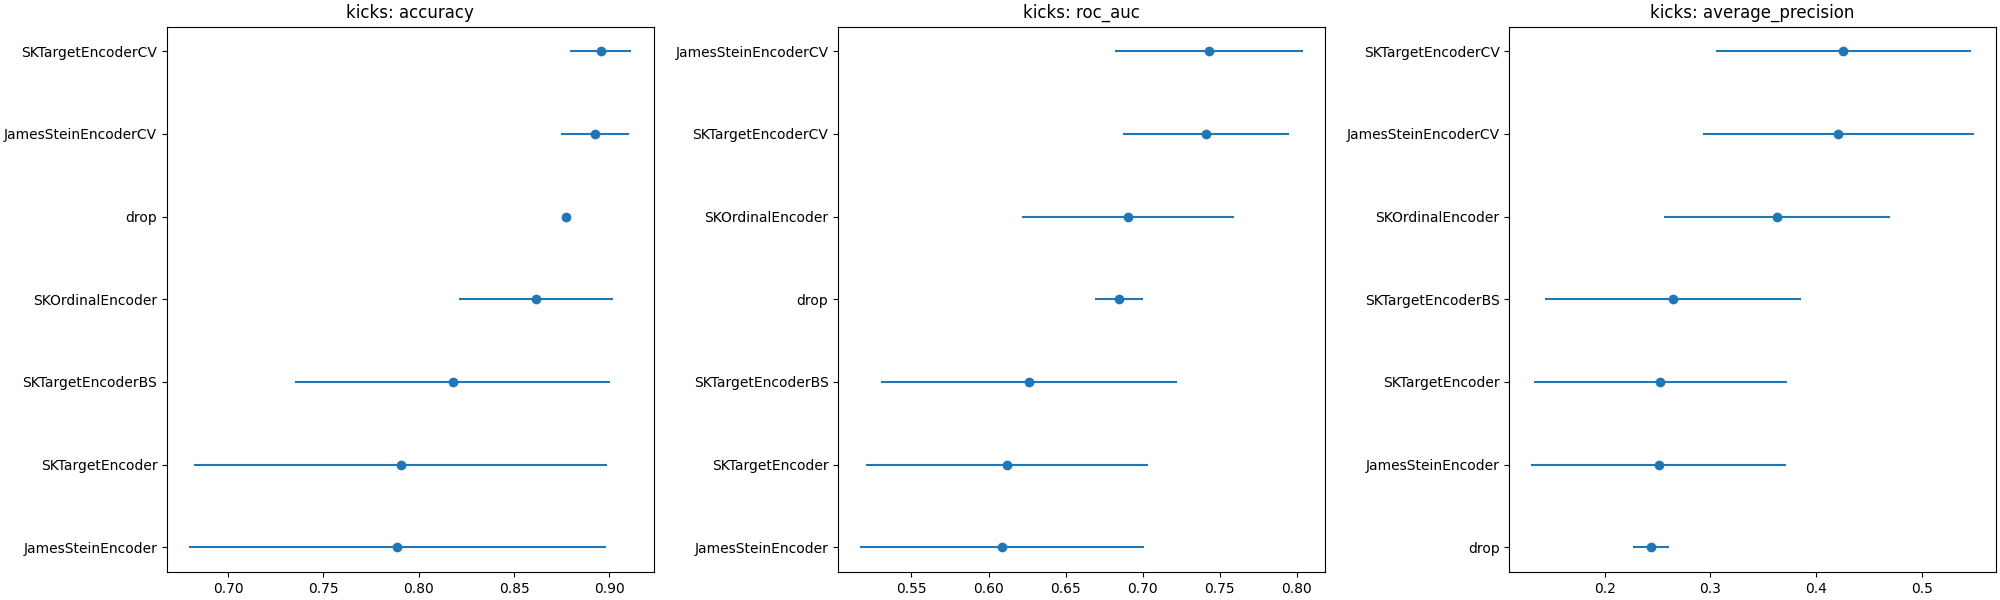 kicks: accuracy
SKTargetEncoderCV
JamesSteinEncoderCV
drop
SKOrdinalEncoder
SKTargetEncoderBS
SKTargetEncoder
JamesSteinEncoder
0.70 0.75 0.80 0.85 0.90
kicks: roc_auc
JamesSteinEncoderCV
SKTargetEncoderCV
SKOrdinalEncoder
drop
SKTargetEncoderBS
SKTargetEncoder
JamesSteinEncoder
0.55 0.60 0.65 0.70 0.75 0.80
kicks: average_precision
SKTargetEncoderCV
JamesSteinEncoderCV
SKOrdinalEncoder
SKTargetEncoderBS
SKTargetEncoder
JamesSteinEncoder
drop
0.2 0.3 0.4 0.5